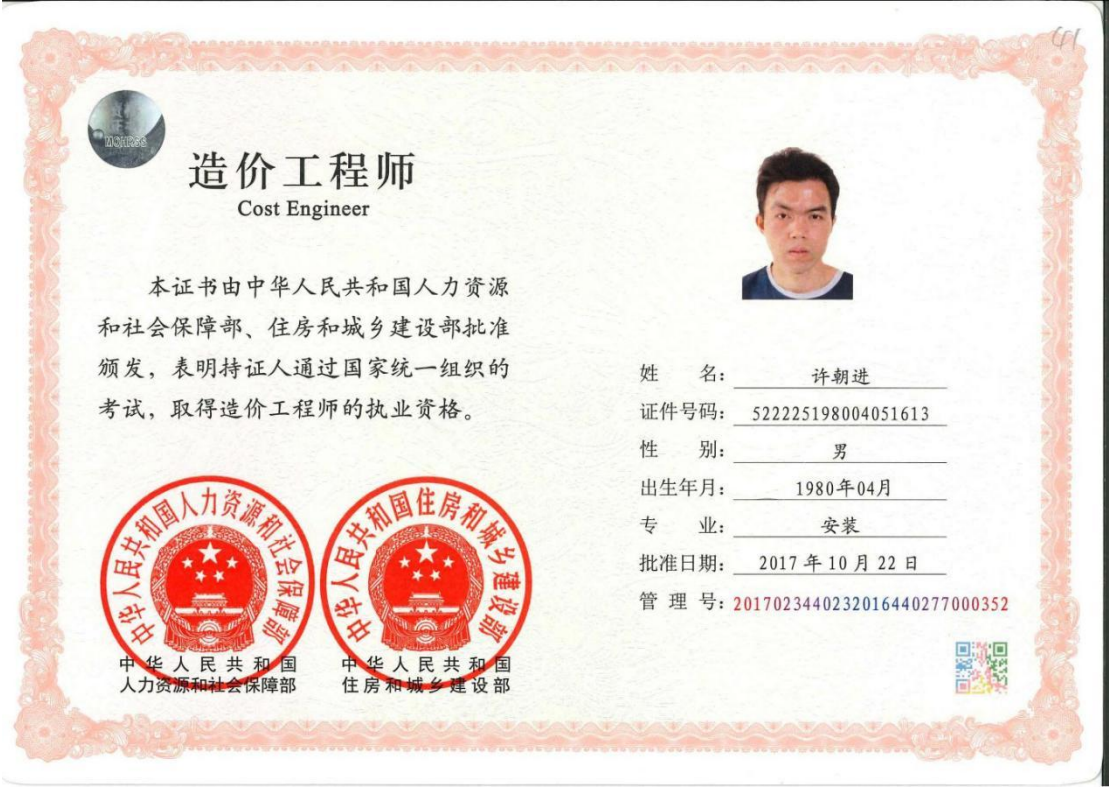 41
MOHRSS
造价工程师
Cost Engineer
本证书由中华人民共和国人力资源
和社会保障部、住房和城乡建设部批准
颁发，表明持证人通过国家统一组织的
考试，取得造价工程师的执业资格。
中华人民共和国人力资源和社会保障部
中华人民共和国住房和城乡建设部
中华人民共和国
人力资源和社会保障部
中华人民共和国
住房和城乡建设部
姓 名：许朝进
证件号码：522225198004051613
性 别：男
出生年月：1980年04月
专 业：安装
批准日期：2017 年 10 月 22 日
管 理 号：2017023440232016440277000352